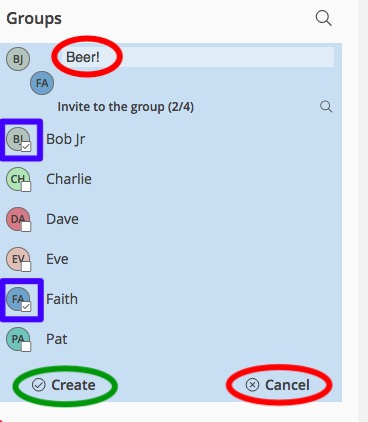 Groups
BJ
Beer!
FA
Invite to the group (2/4)
BJ Bob Jr
CH Charlie
DA Dave
EV Eve
FA Faith
PA Pat
Create Cancel